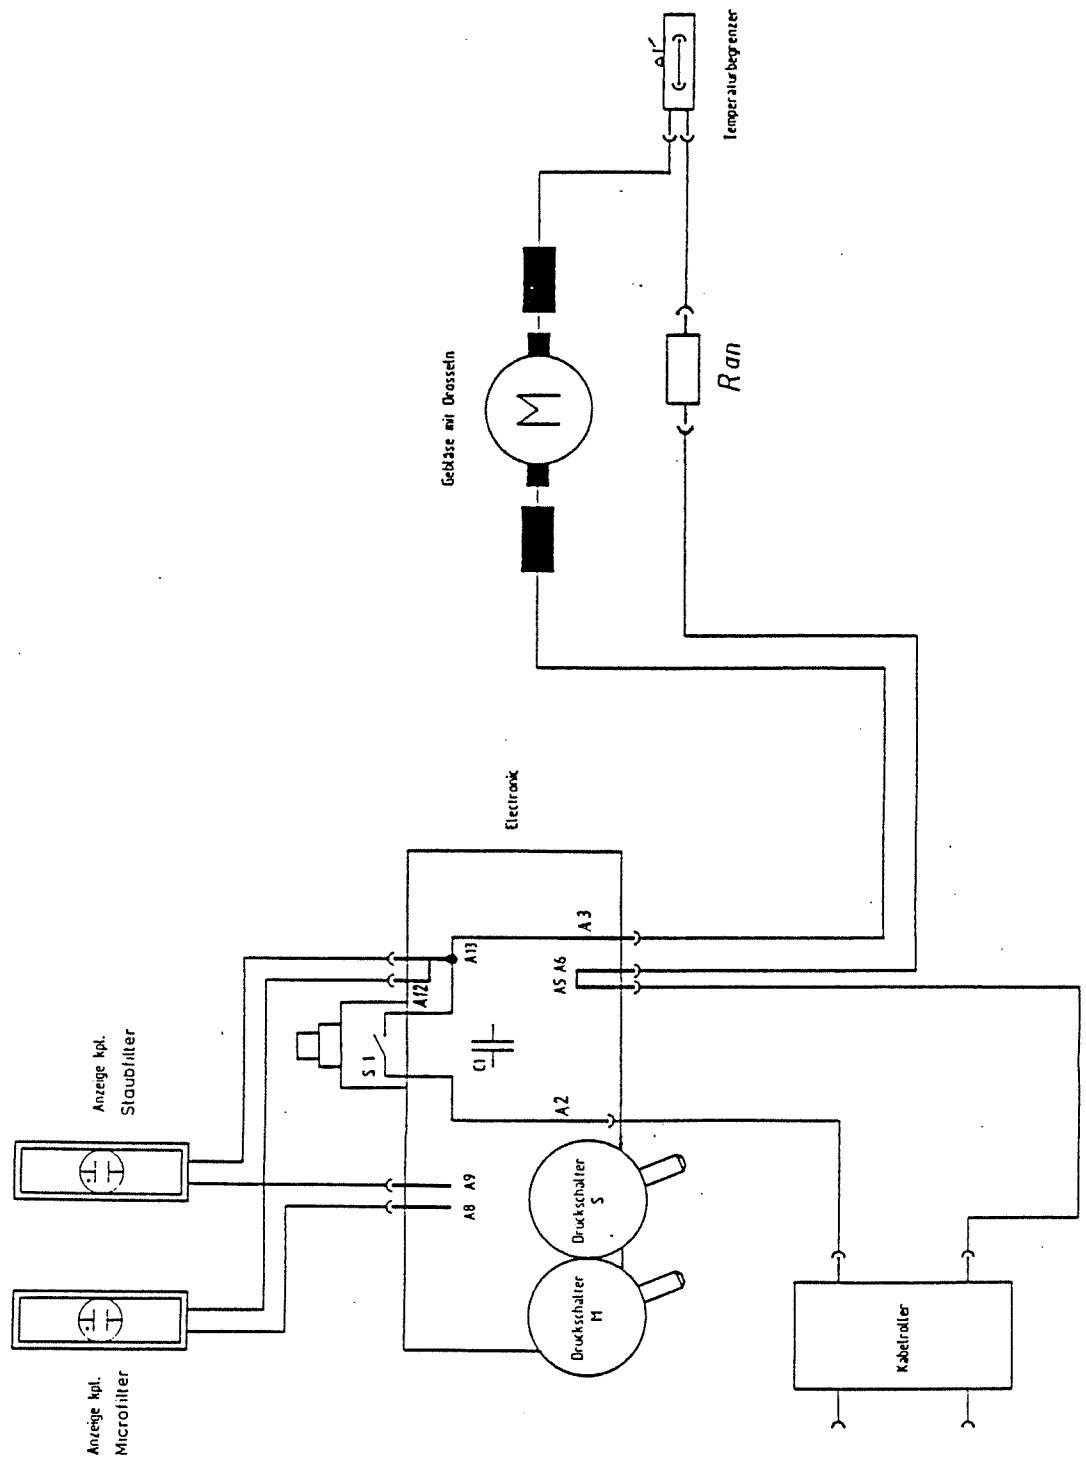 Temperaturbegrenzer
Gebläse mit Drosseln
M
Ran
Electronic
Anzeige kpl.
Staubfilter
Anzeige kpl.
Microfilter
S 1
C1
A12
A13
A3
A5 A6
A2
A8 A9
Druckschalter
S
Druckschalter
M
Kabelroller